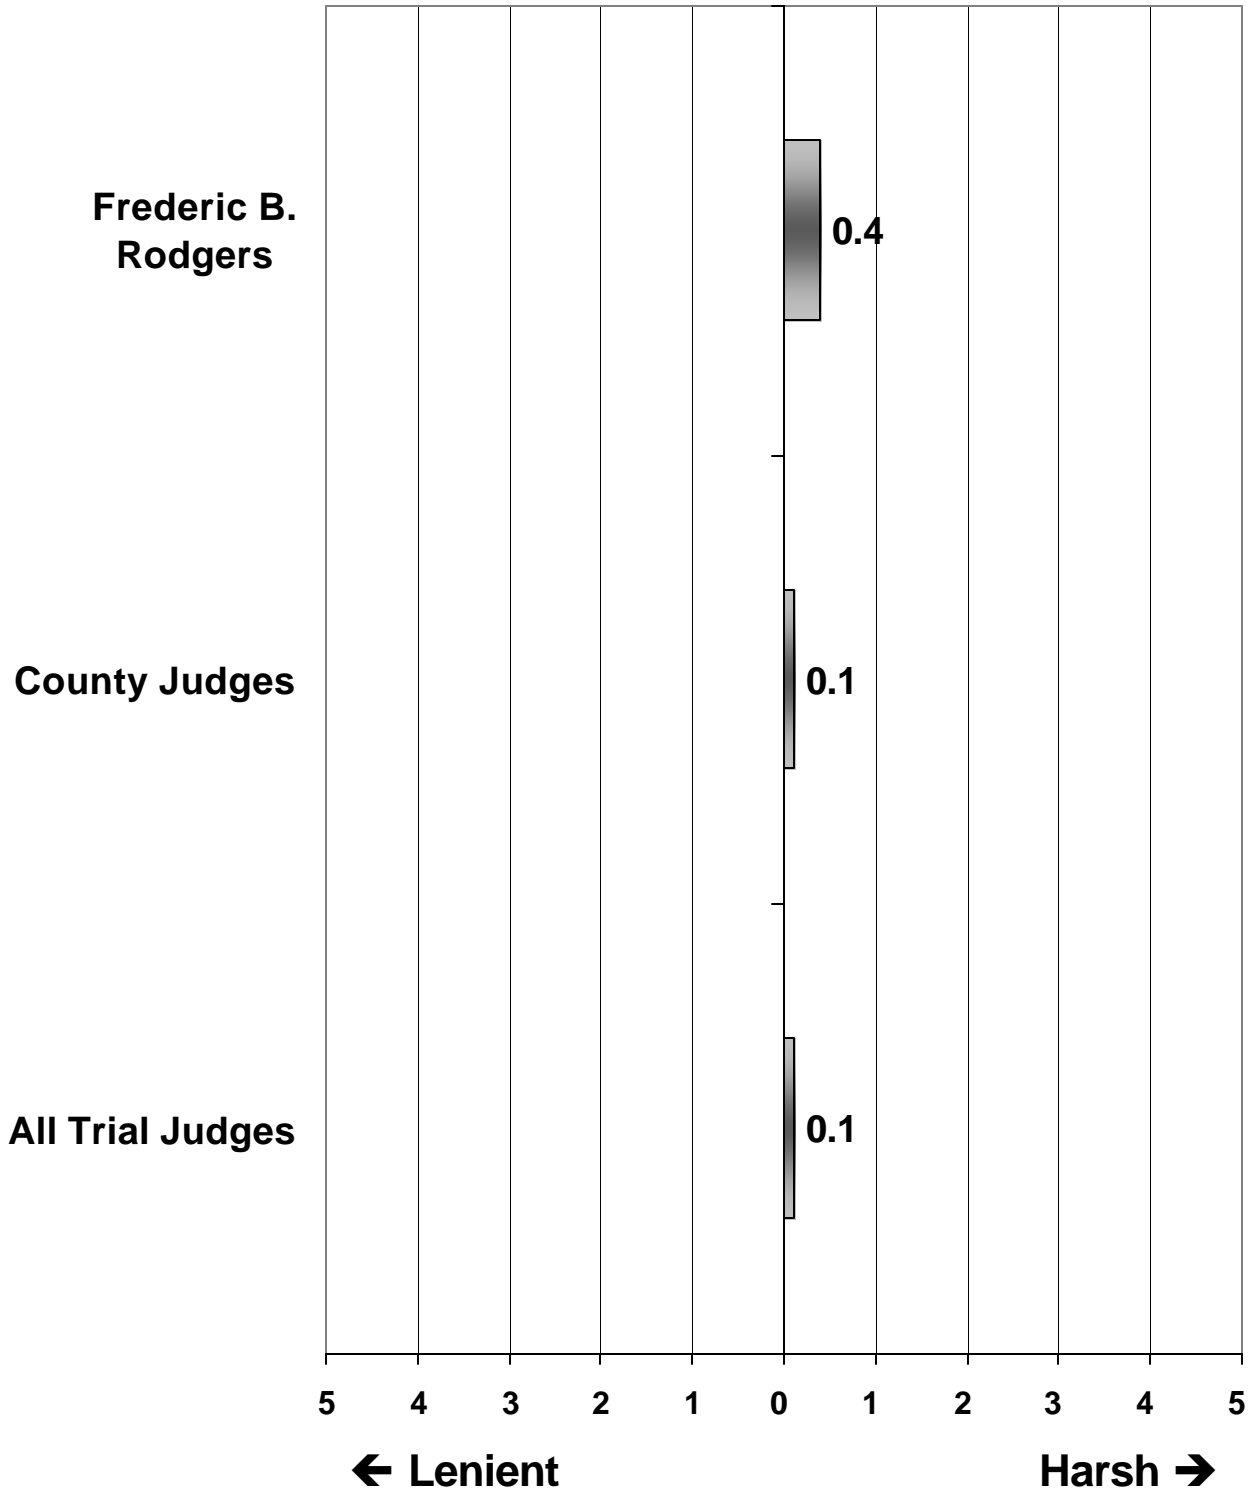 Frederic B.
Rodgers
0.4
County Judges
0.1
All Trial Judges
0.1
5 4 3 2 1 0 1 2 3 4 5
← Lenient
Harsh →